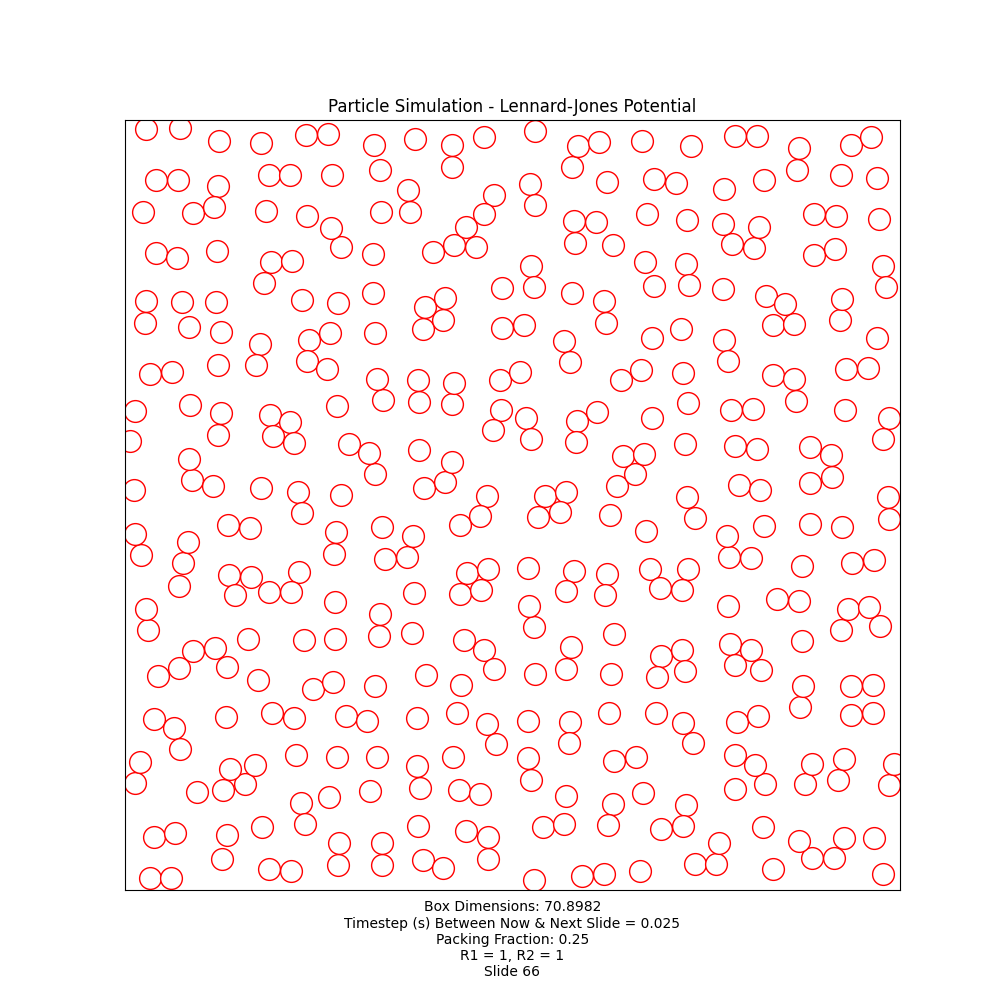 Particle Simulation - Lennard-Jones Potential
Box Dimensions: 70.8982
Timestep (s) Between Now & Next Slide = 0.025
Packing Fraction: 0.25
R1 = 1, R2 = 1
Slide 66